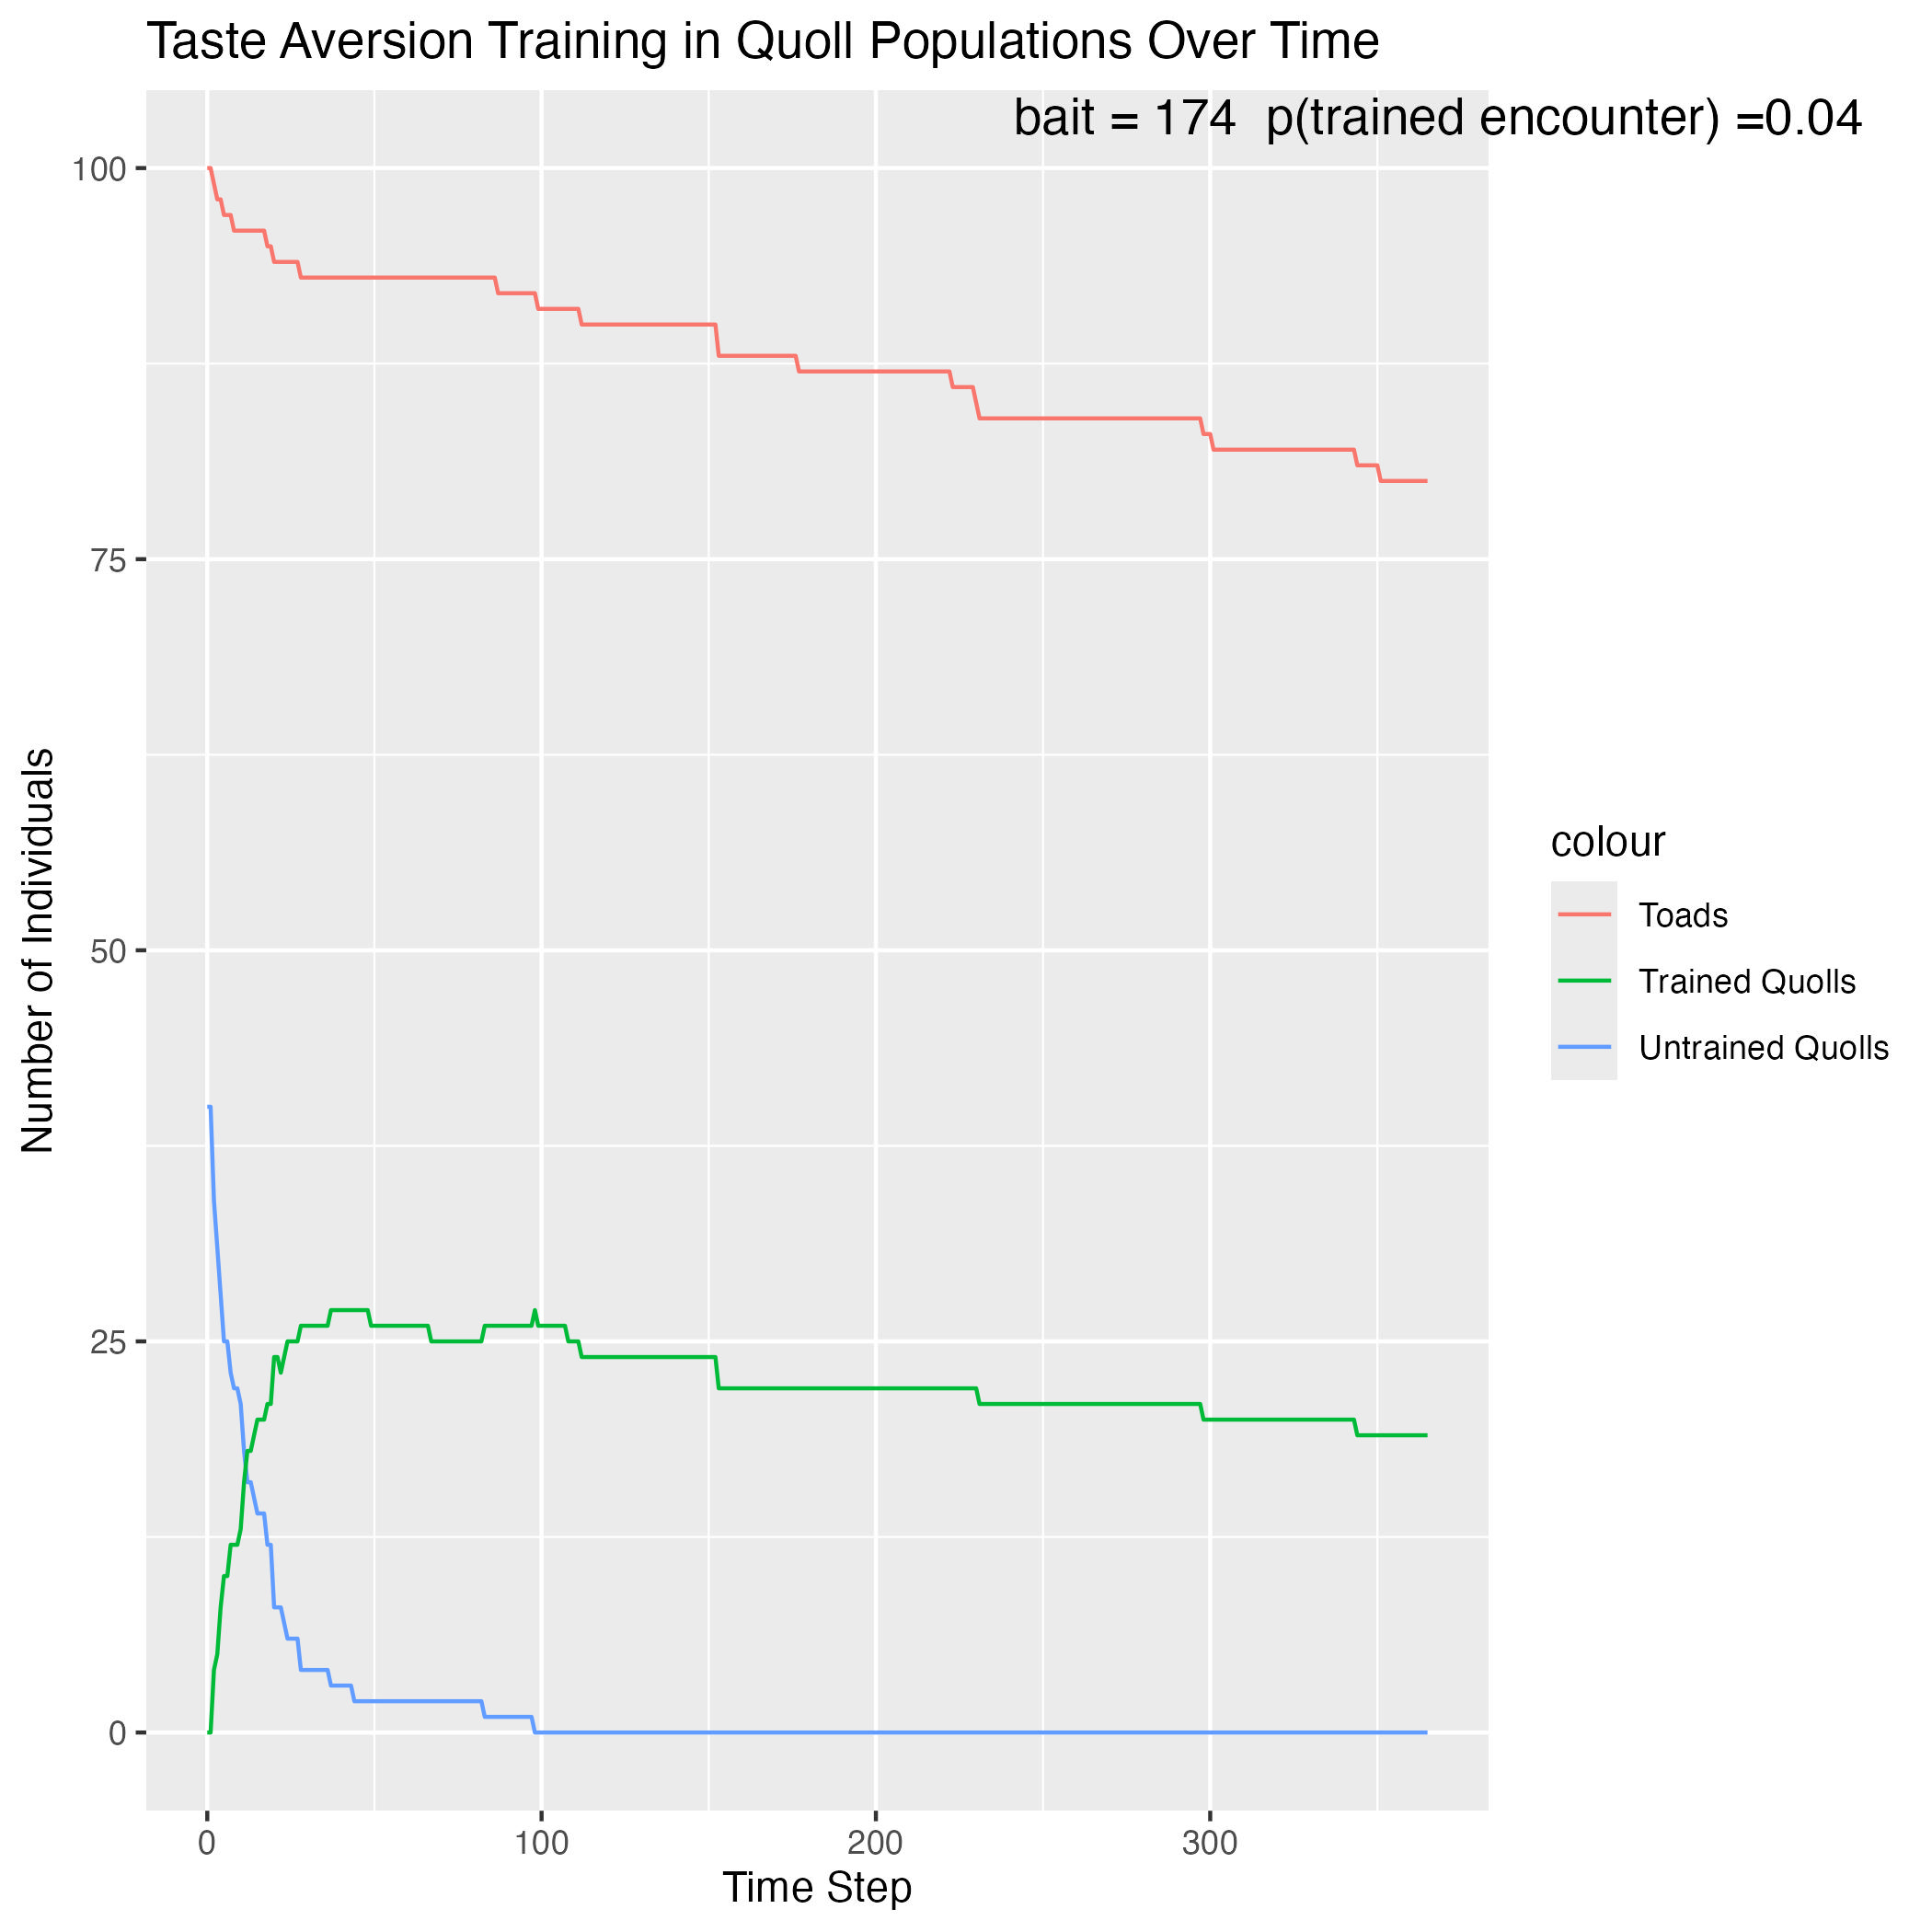 Taste Aversion Training in Quoll Populations Over Time
bait = 174  p(trained encounter) =0.04
100
75
50
25
0
Number of Individuals
0
100
200
300
Time Step
colour
Toads
Trained Quolls
Untrained Quolls